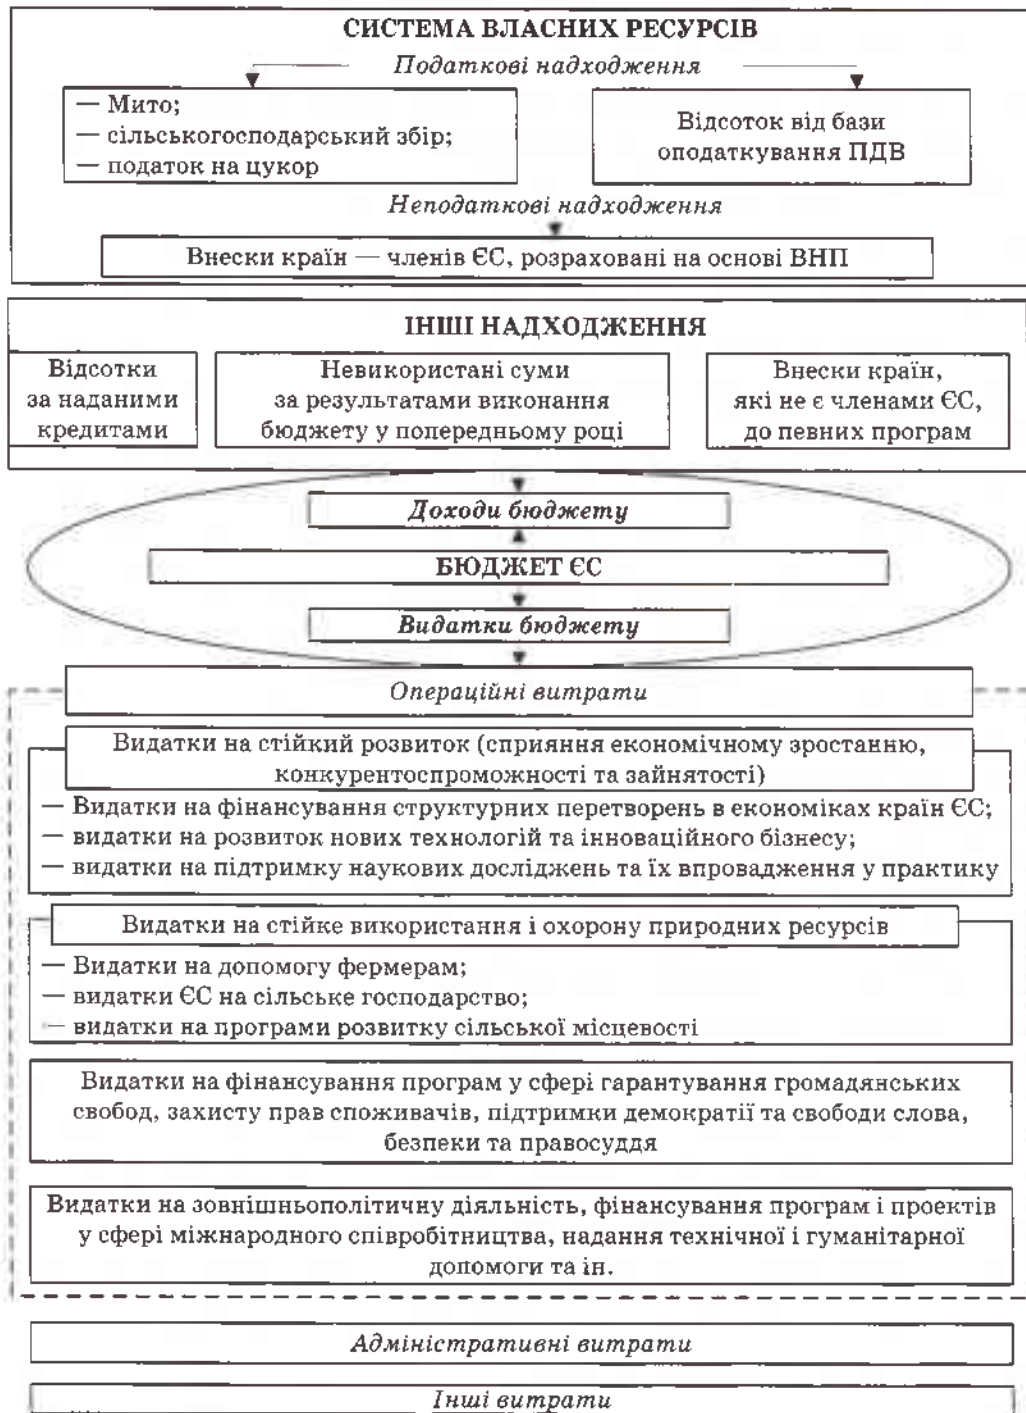 СИСТЕМА ВЛАСНИХ РЕСУРСІВ
Податкові надходження
— Мито;
— сільськогосподарський збір;
— податок на цукор
Відсоток від бази
оподаткування ПДВ
Неподаткові надходження
Внески країн — членів ЄС, розраховані на основі ВНП
ІНШІ НАДХОДЖЕННЯ
Відсотки
за наданими
кредитами
Невикористані суми
за результатами виконання
бюджету у попередньому році
Внески країн,
які не є членами ЄС,
до певних програм
Доходи бюджету
БЮДЖЕТ ЄС
Видатки бюджету
Операційні витрати
Видатки на стійкий розвиток (сприяння економічному зростанню,
конкурентоспроможності та зайнятості)
— Видатки на фінансування структурних перетворень в економіках країн ЄС;
— видатки на розвиток нових технологій та інноваційного бізнесу;
— видатки на підтримку наукових досліджень та їх впровадження у практику
Видатки на стійке використання і охорону природних ресурсів
— Видатки на допомогу фермерам;
— видатки ЄС на сільське господарство;
— видатки на програми розвитку сільської місцевості
Видатки на фінансування програм у сфері гарантування громадянських
свобод, захисту прав споживачів, підтримки демократії та свободи слова,
безпеки та правосуддя
Видатки на зовнішньополітичну діяльність, фінансування програм і проектів
у сфері міжнародного співробітництва, надання технічної і гуманітарної
допомоги та ін.
Адміністративні витрати
Інші витрати